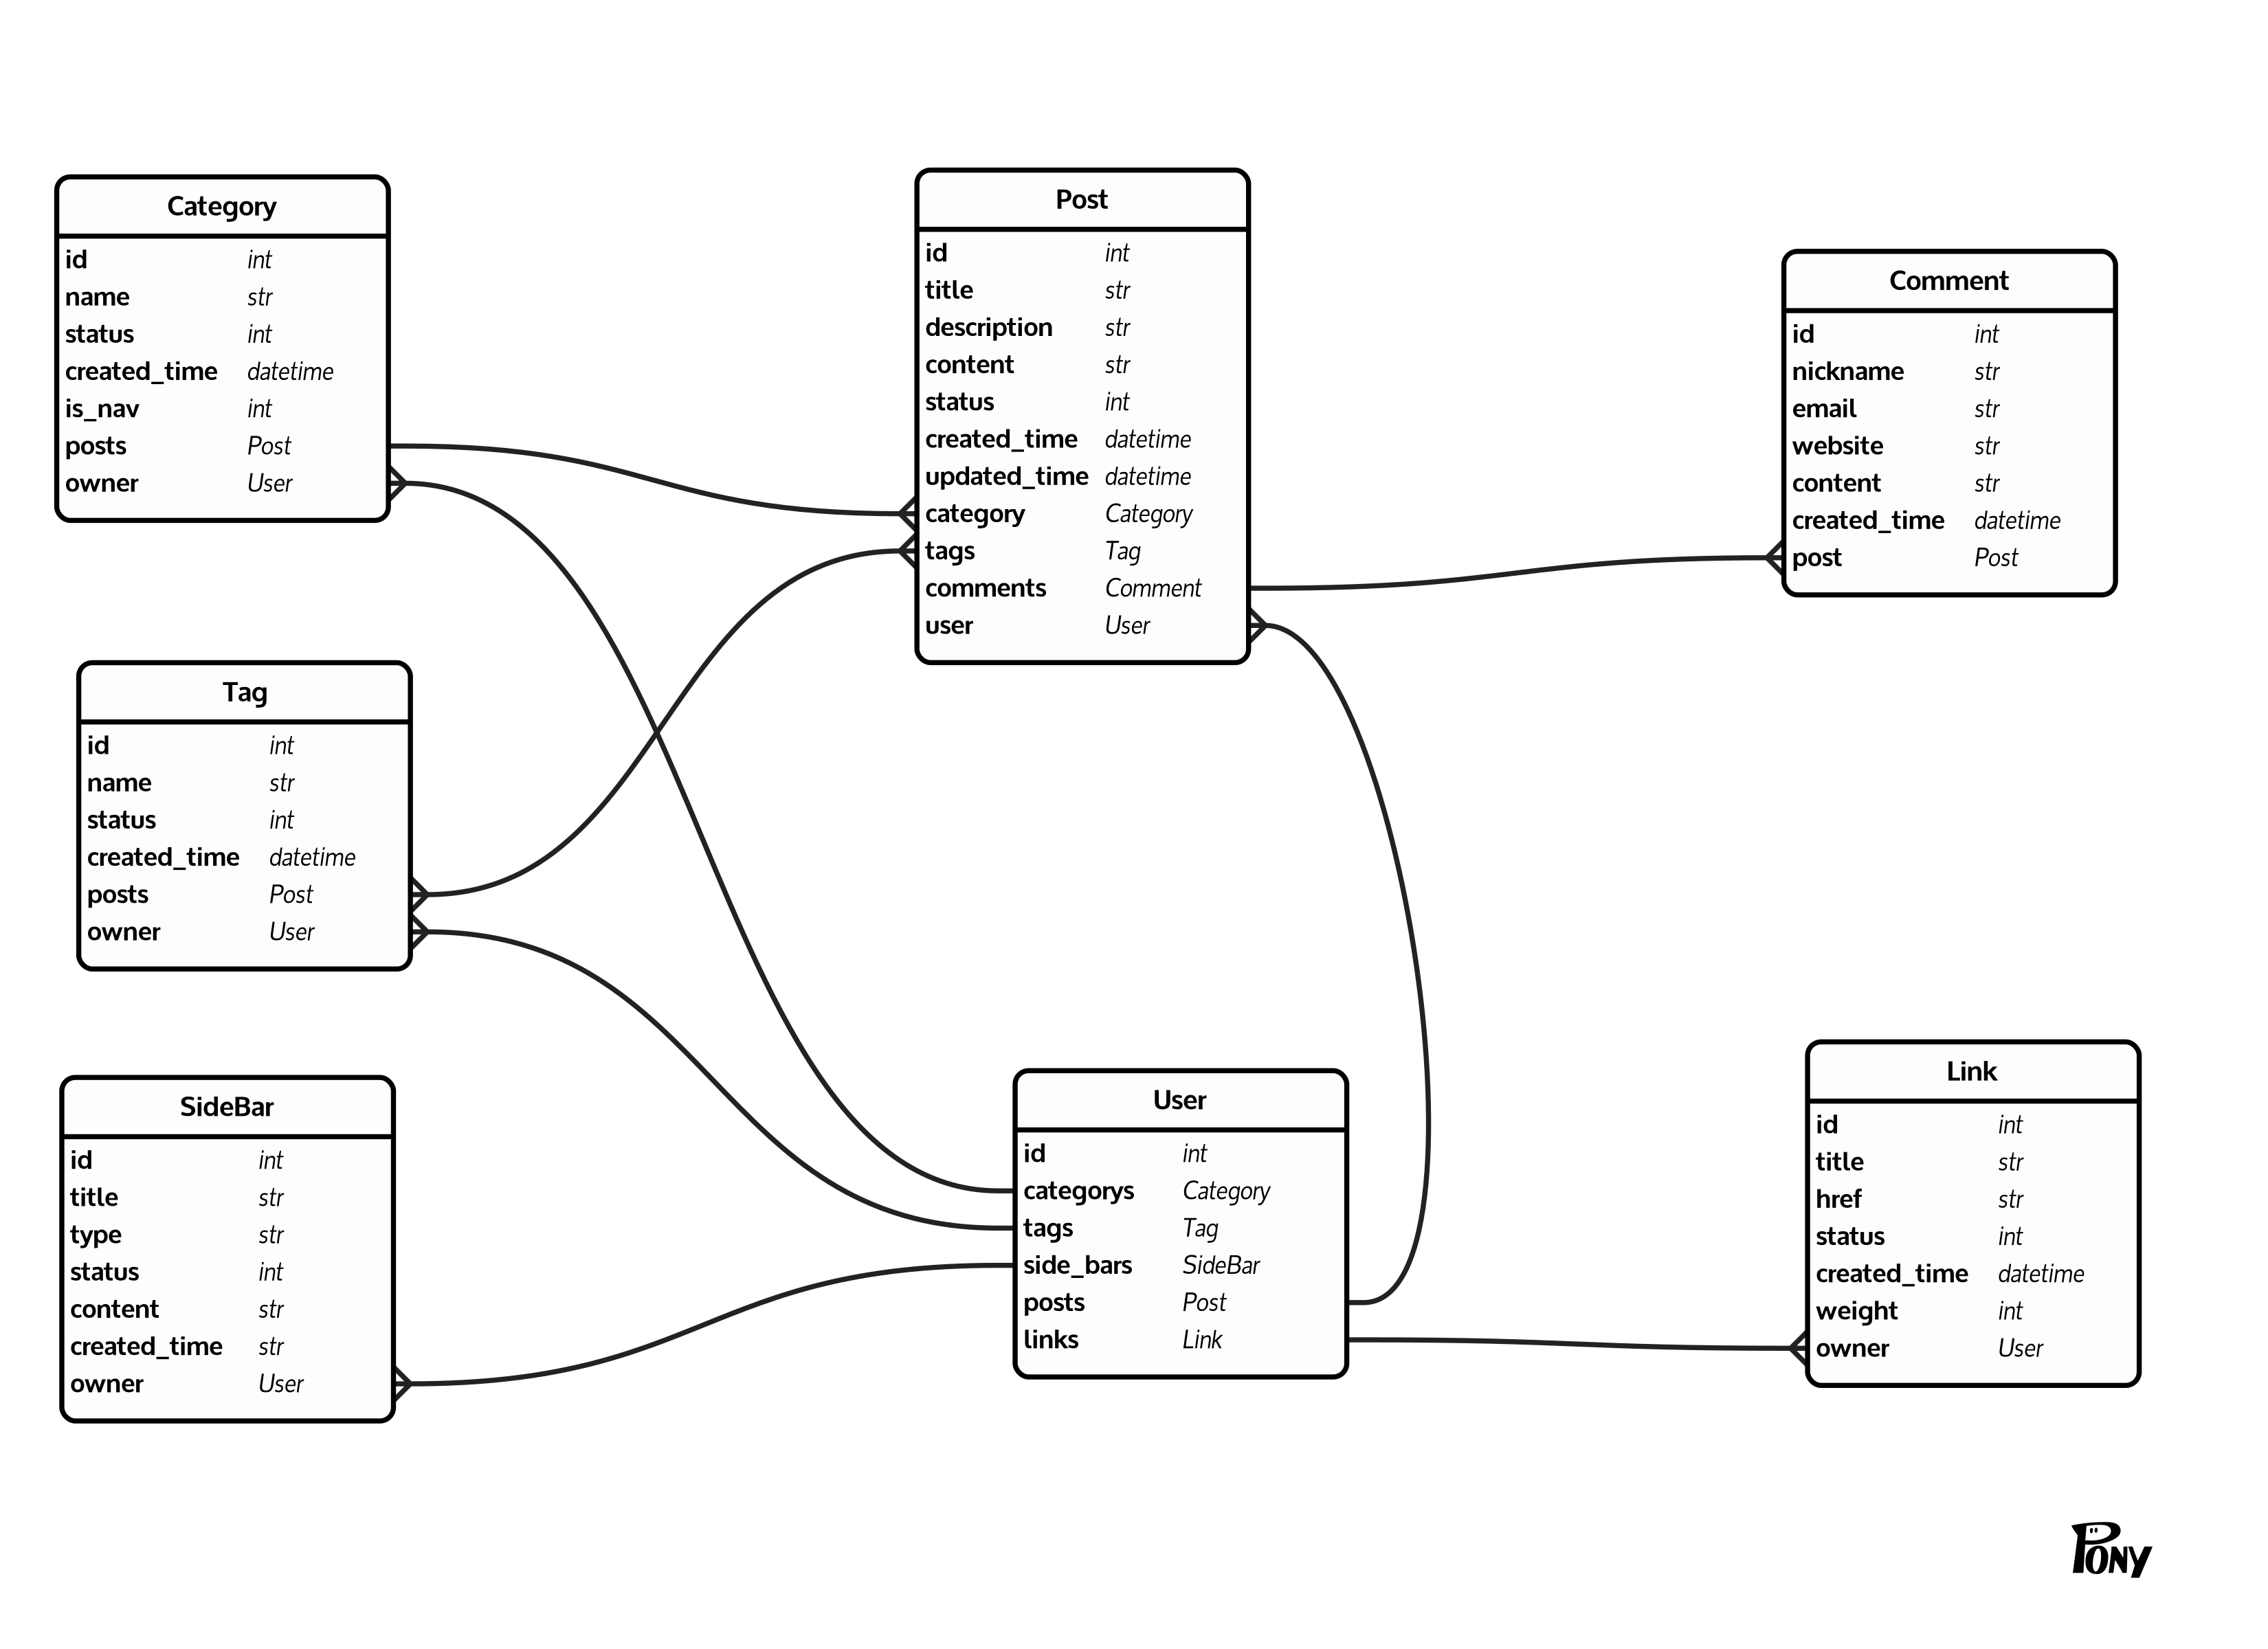 Category
id int
name str
status int
created_time datetime
is_nav int
posts Post
owner User
Post
id int
title str
description str
content str
status int
created_time datetime
updated_time datetime
category Category
tags Tag
comments Comment
user User
Comment
id int
nickname str
email str
website str
content str
created_time datetime
post Post
Tag
id int
name str
status int
created_time datetime
posts Post
owner User
SideBar
id int
title str
type str
status int
content str
created_time str
owner User
User
id int
categorys Category
tags Tag
side_bars SideBar
posts Post
links Link
Link
id int
title str
href str
status int
created_time datetime
weight int
owner User
PONY